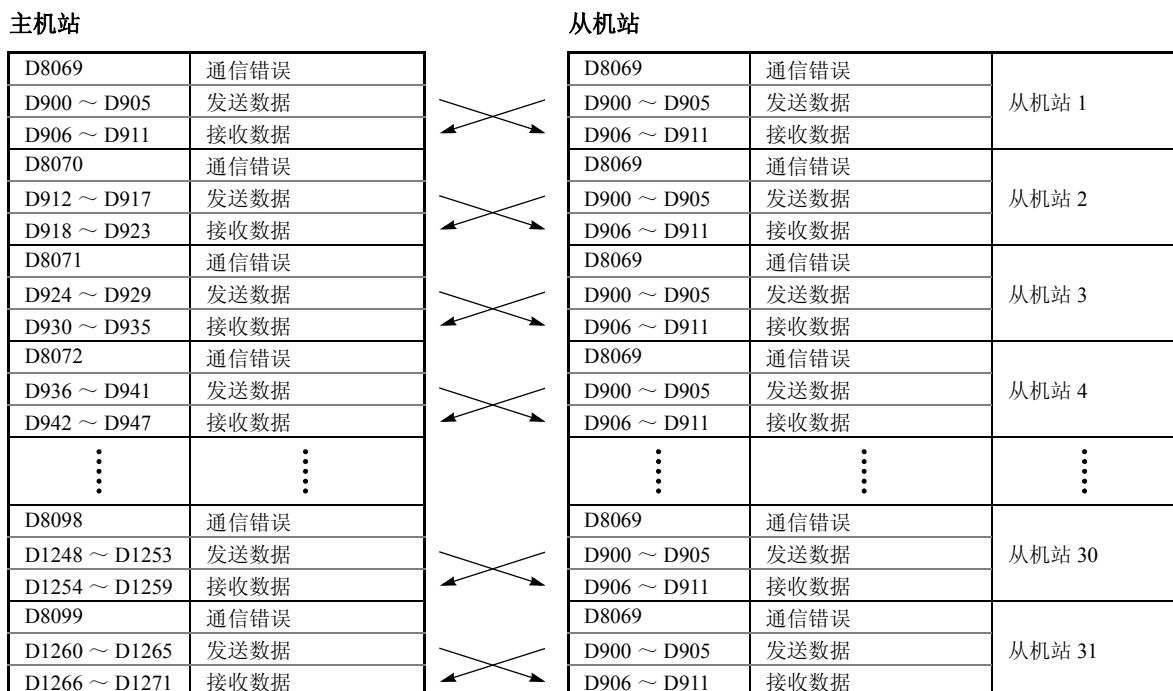 主机站 从机站
D8069 通信错误 D8069 通信错误
D900 ～ D905 发送数据 D900 ～ D905 发送数据 从机站 1
D906 ～ D911 接收数据 D906 ～ D911 接收数据
D8070 通信错误 D8069 通信错误
D912 ～ D917 发送数据 D900 ～ D905 发送数据 从机站 2
D918 ～ D923 接收数据 D906 ～ D911 接收数据
D8071 通信错误 D8069 通信错误
D924 ～ D929 发送数据 D900 ～ D905 发送数据 从机站 3
D930 ～ D935 接收数据 D906 ～ D911 接收数据
D8072 通信错误 D8069 通信错误
D936 ～ D941 发送数据 D900 ～ D905 发送数据 从机站 4
D942 ～ D947 接收数据 D906 ～ D911 接收数据
D8098 通信错误 D8069 通信错误
D1248 ～ D1253 发送数据 D900 ～ D905 发送数据 从机站 30
D1254 ～ D1259 接收数据 D906 ～ D911 接收数据
D8099 通信错误 D8069 通信错误
D1260 ～ D1265 发送数据 D900 ～ D905 发送数据 从机站 31
D1266 ～ D1271 接收数据 D906 ～ D911 接收数据